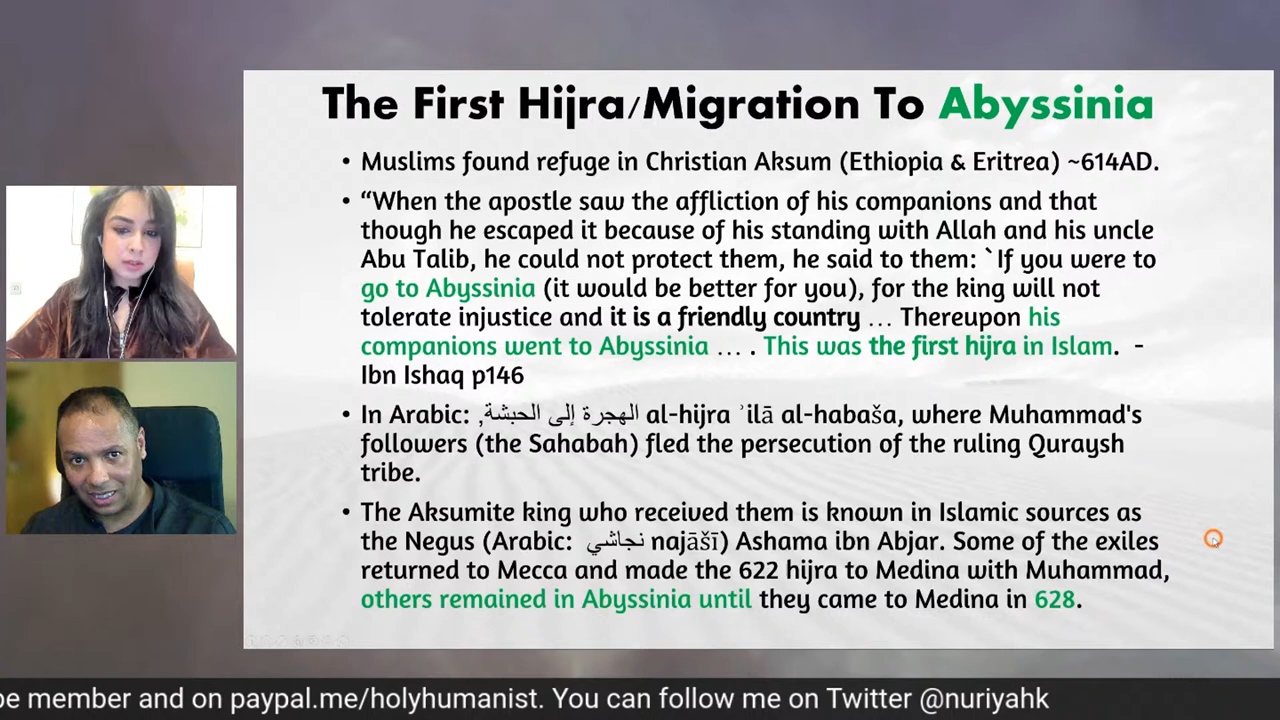 The First Hijra/Migration To Abyssinia
• Muslims found refuge in Christian Aksum (Ethiopia & Eritrea) ~614AD.
• “When the apostle saw the affliction of his companions and that
though he escaped it because of his standing with Allah and his uncle
Abu Talib, he could not protect them, he said to them: `If you were to
go to Abyssinia (it would be better for you), for the king will not
tolerate injustice and it is a friendly country … Thereupon his
companions went to Abyssinia … . This was the first hijra in Islam. -
Ibn Ishaq p146
• In Arabic: الهجرة إلى الحبشة, al-hijra ʾilā al-habaša, where Muhammad's
followers (the Sahabah) fled the persecution of the ruling Quraysh
tribe.
• The Aksumite king who received them is known in Islamic sources as
the Negus (Arabic: نجاشي najāšī) Ashama ibn Abjar. Some of the exiles
returned to Mecca and made the 622 hijra to Medina with Muhammad,
others remained in Abyssinia until they came to Medina in 628.
be member and on paypal.me/holyhumanist. You can follow me on Twitter @nuriyahk